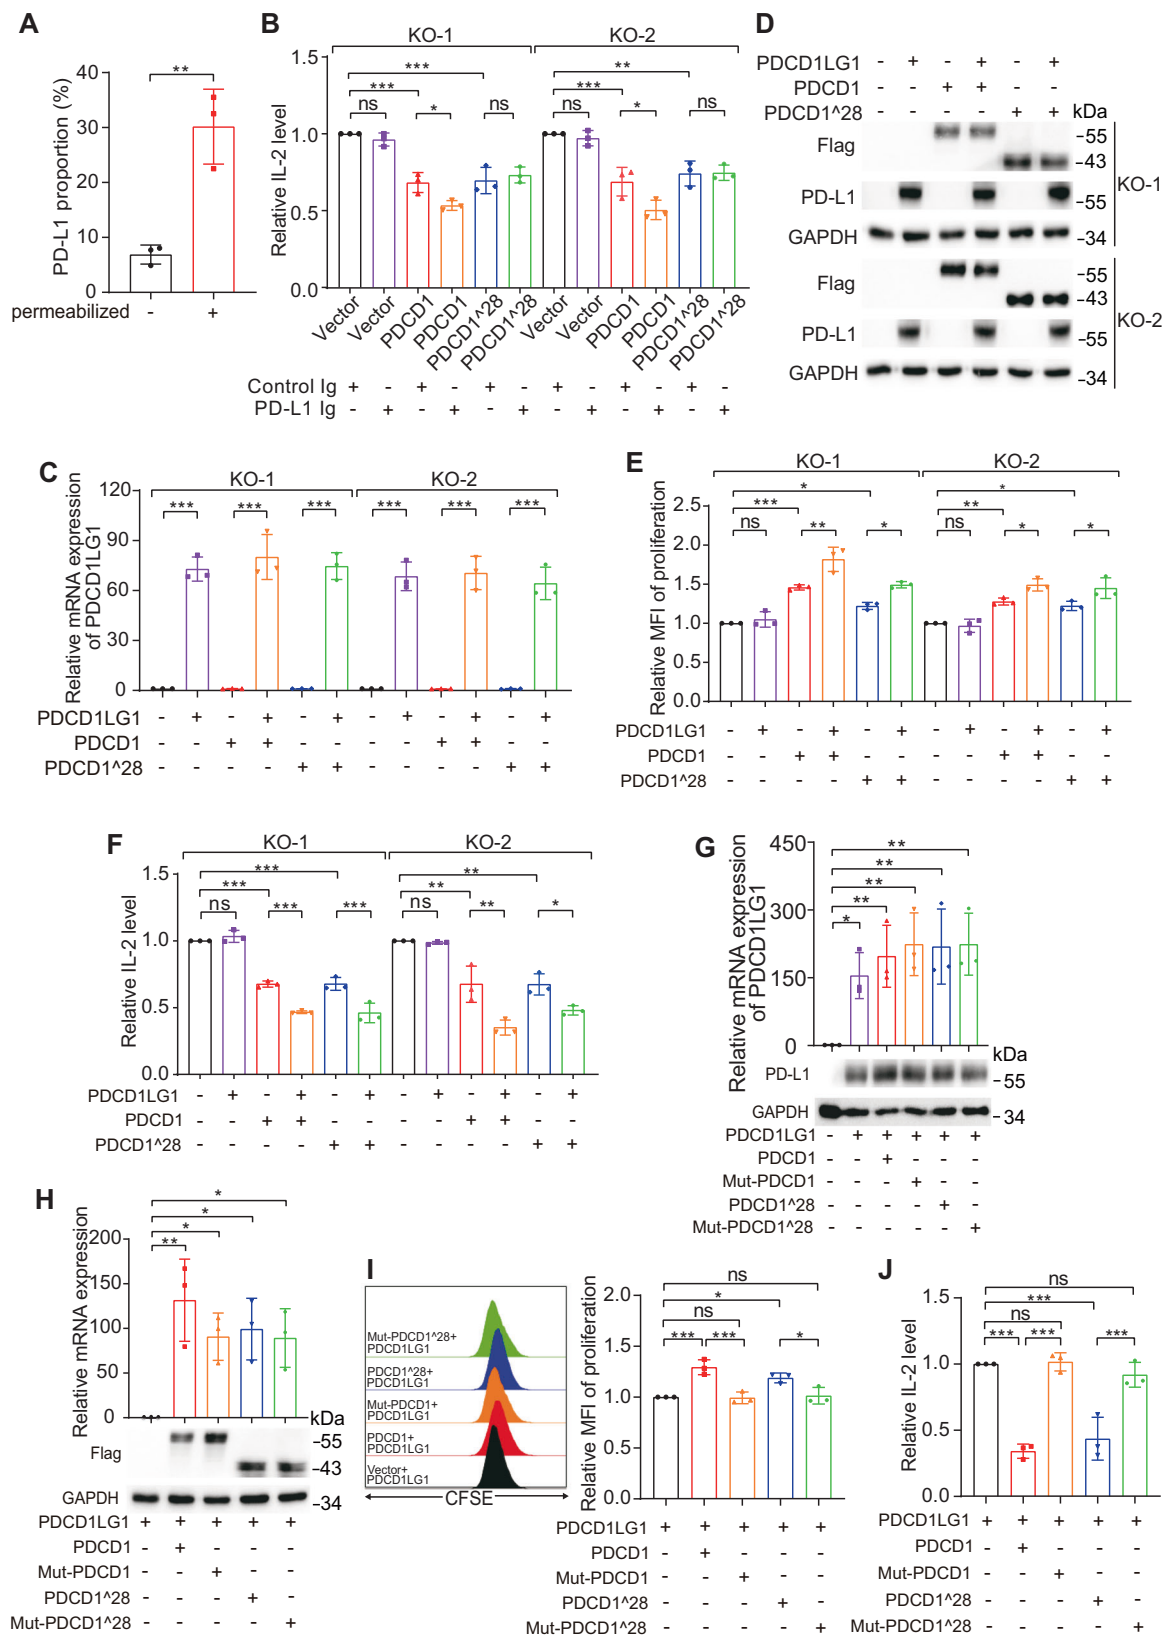 A
PD-L1 proportion (%)
40
30
20
10
0
**
permeabilized - +
B
KO-1 KO-2
Relative IL-2 level
1.5
1.0
0.5
0.0
*** **
*** ***
ns * ns ns * ns
Vector Vector PDCD1 PDCD1 PDCD1^28 PDCD1^28 Vector Vector PDCD1 PDCD1 PDCD1^28 PDCD1^28
Control Ig + - + - + - + - + - + -
PD-L1 Ig - + - + - + - + - + - +
D
PDCD1LG1 - + - + - +
PDCD1 - - + + - -
PDCD1^28 - - - - + + kDa
Flag -55
-43
PD-L1 -55
GAPDH -34
KO-1
Flag -55
-43
PD-L1 -55
GAPDH -34
KO-2
C
KO-1 KO-2
Relative mRNA expression
of PDCD1LG1
120
90
60
30
0
*** *** *** *** *** ***
PDCD1LG1 - + - + - + - + - + - +
PDCD1 - - + + - - - - + + - -
PDCD1^28 - - - - + + - - - - + +
E
KO-1 KO-2
Relative MFI of proliferation
2.5
2.0
1.5
1.0
0.5
0.0
* *
*** **
ns ** * ns * *
PDCD1LG1 - + - + - + - + - + - +
PDCD1 - - + + - - - - + + - -
PDCD1^28 - - - - + + - - - - + +
F
KO-1 KO-2
Relative IL-2 level
1.5
1.0
0.5
0.0
*** **
*** **
ns *** *** ns ** *
PDCD1LG1 - + - + - + - + - + - +
PDCD1 - - + + - - - - + + - -
PDCD1^28 - - - - + + - - - - + +
G
Relative mRNA expression
of PDCD1LG1
450
300
150
0
**
**
**
**
*
kDa
PD-L1 -55
GAPDH -34
PDCD1LG1 - + + + + +
PDCD1 - - + - - -
Mut-PDCD1 - - - + - -
PDCD1^28 - - - - + -
Mut-PDCD1^28 - - - - - +
H
Relative mRNA expression
200
150
100
50
0
*
*
*
**
kDa
Flag -55
-43
GAPDH -34
PDCD1LG1 + + + + +
PDCD1 - + - - -
Mut-PDCD1 - - + - -
PDCD1^28 - - - + -
Mut-PDCD1^28 - - - - +
I
Mut-PDCD1^28+
PDCD1LG1
PDCD1^28+
PDCD1LG1
Mut-PDCD1+
PDCD1LG1
PDCD1+
PDCD1LG1
Vector+
PDCD1LG1
CFSE
Relative MFI of proliferation
2.0
1.5
1.0
0.5
0.0
ns
*
ns
*** *** *
PDCD1LG1 + + + + +
PDCD1 - + - - -
Mut-PDCD1 - - + - -
PDCD1^28 - - - + -
Mut-PDCD1^28 - - - - +
J
Relative IL-2 level
1.5
1.0
0.5
0.0
ns
***
ns
*** *** ***
PDCD1LG1 + + + + +
PDCD1 - + - - -
Mut-PDCD1 - - + - -
PDCD1^28 - - - + -
Mut-PDCD1^28 - - - - +